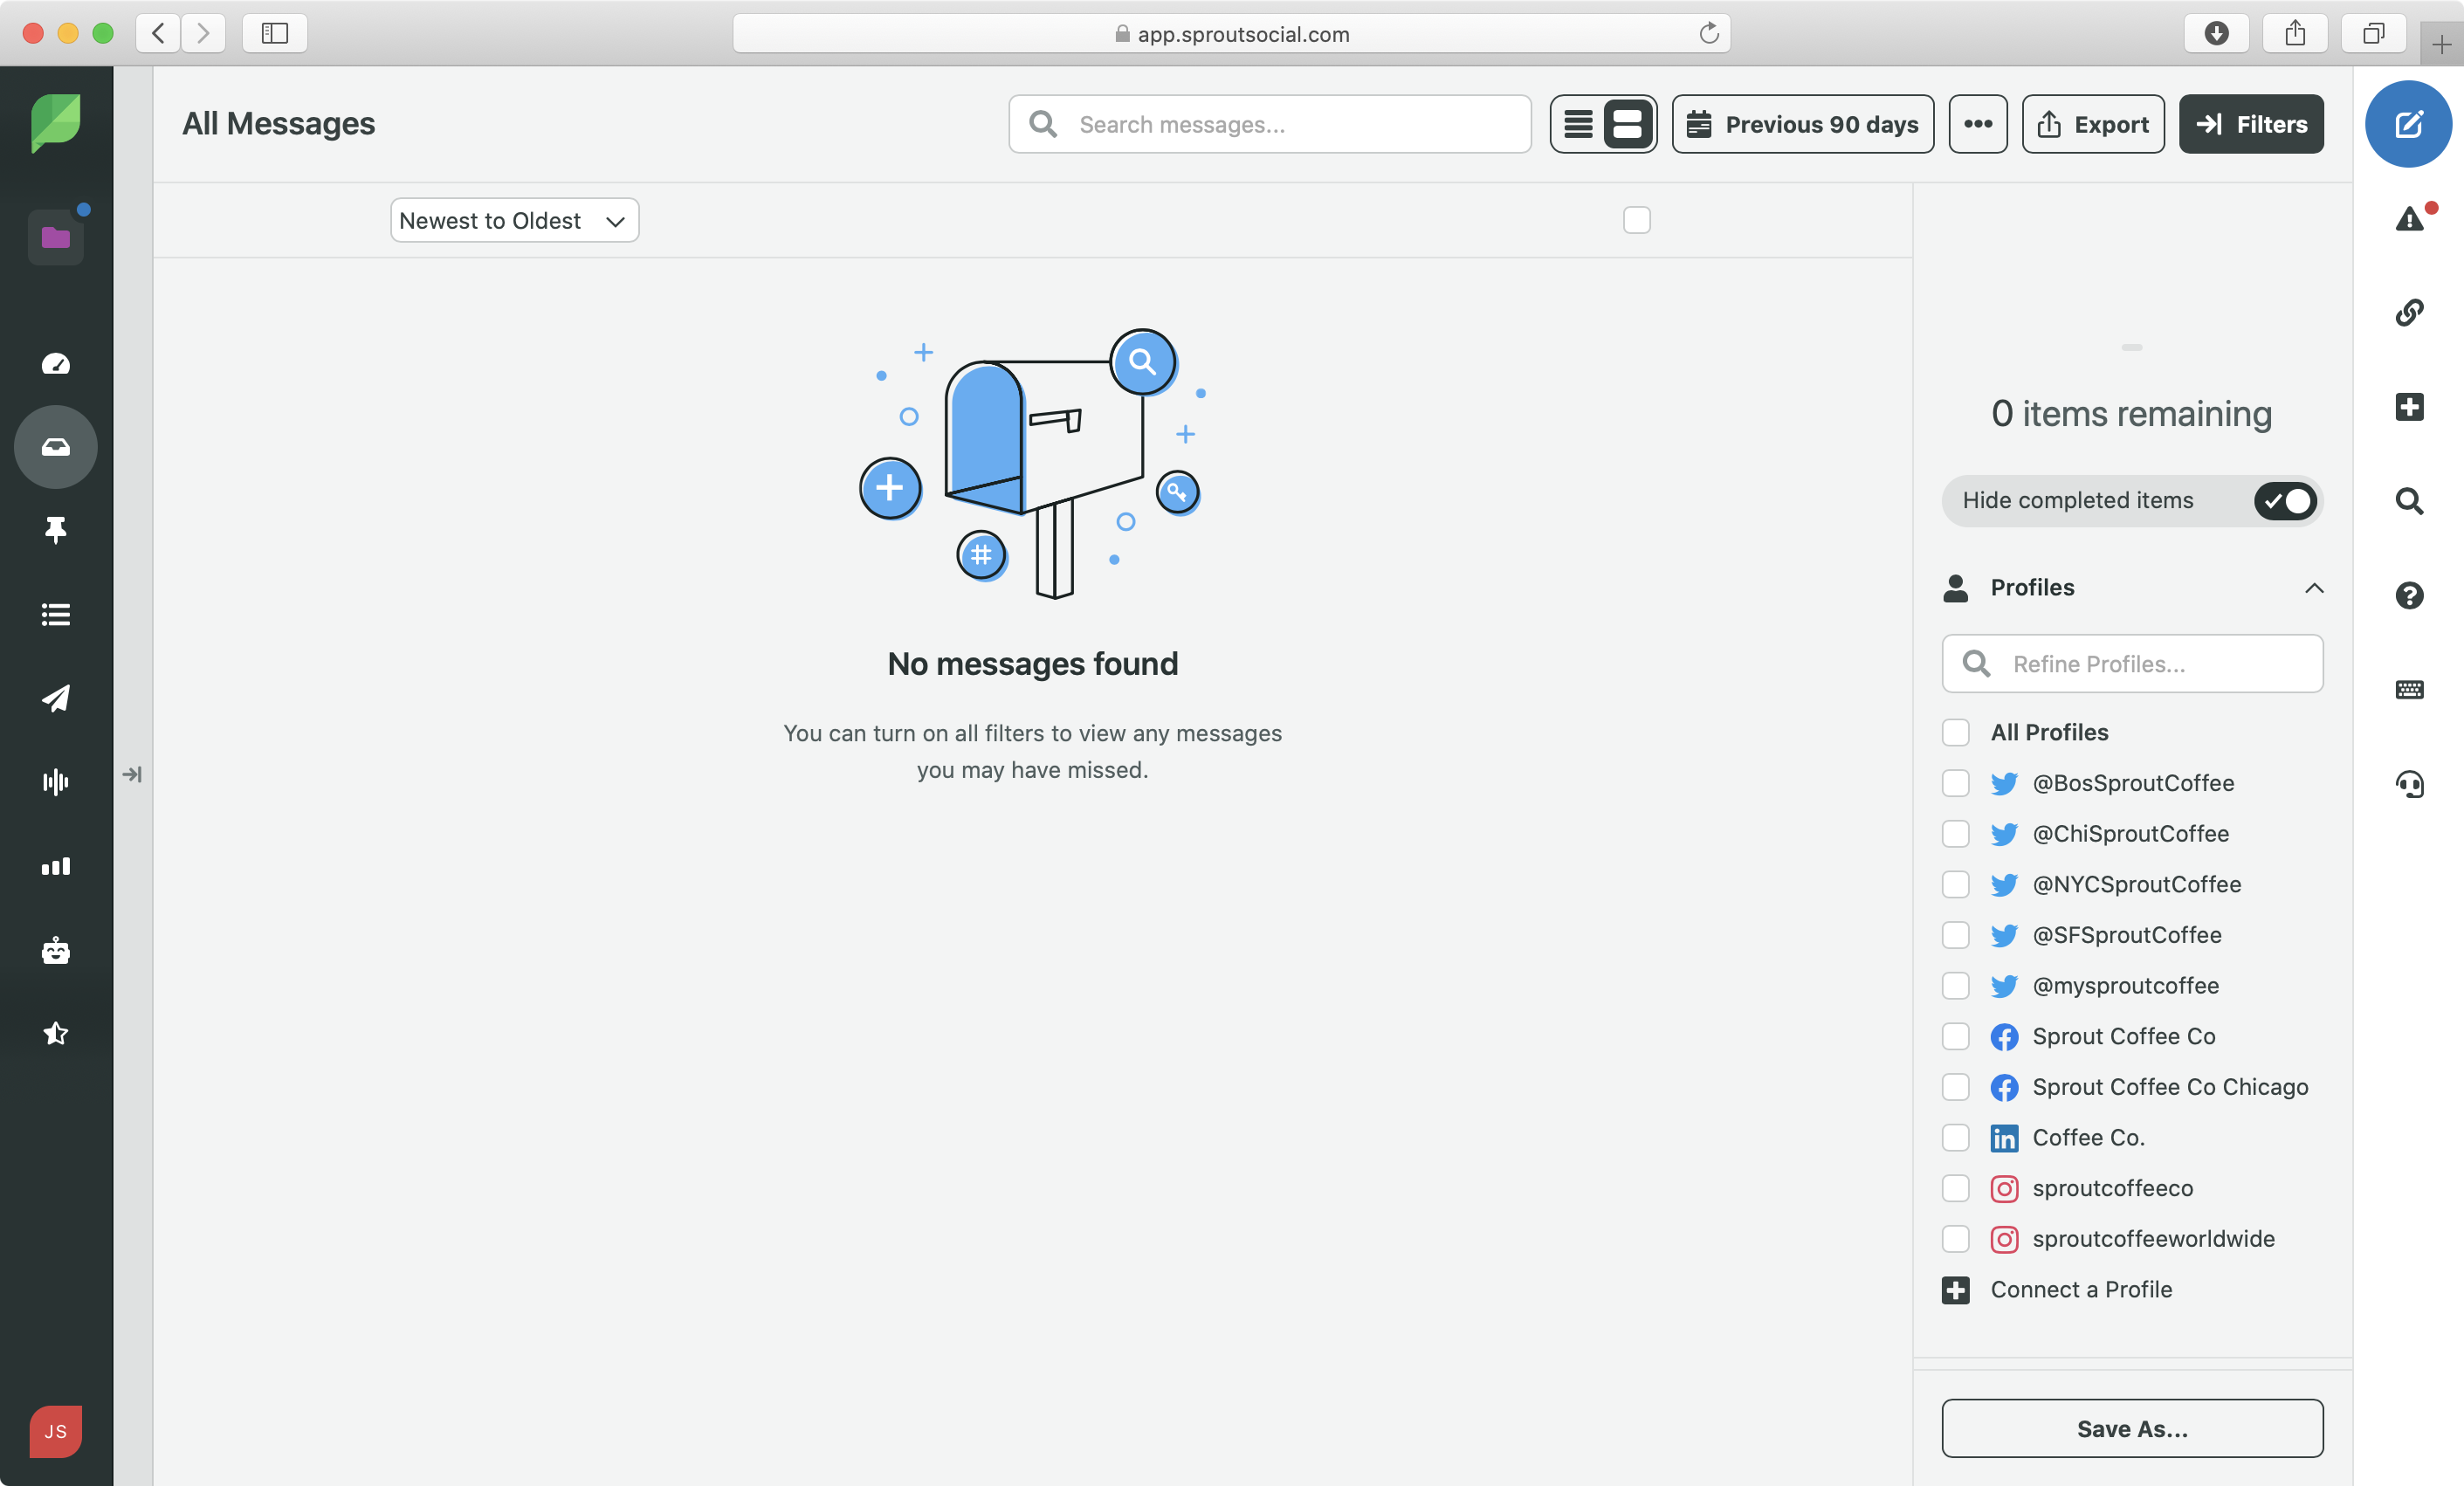 app.sproutsocial.com
All Messages
Search messages...
Previous 90 days
Export
Filters
Newest to Oldest
No messages found
You can turn on all filters to view any messages
you may have missed.
0 items remaining
Hide completed items
Profiles
Refine Profiles...
All Profiles
@BosSproutCoffee
@ChiSproutCoffee
@NYCSproutCoffee
@SFSproutCoffee
@mysproutcoffee
Sprout Coffee Co
Sprout Coffee Co Chicago
Coffee Co.
sproutcoffeeco
sproutcoffeeworldwide
Connect a Profile
Save As...
JS